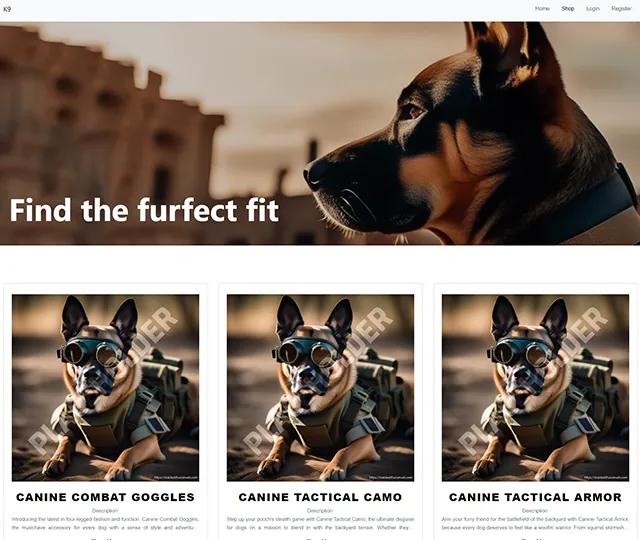 K9
Home Shop Login Register
Find the furfect fit
PLACEHOLDER
PLACEHOLDER
PLACEHOLDER
CANINE COMBAT GOGGLES
Description
Introducing the latest in four-legged fashion and function: Canine Combat Goggles,
the must-have accessory for every dog with a sense of style and adventu...
CANINE TACTICAL CAMO
Description
Step up your pooch's stealth game with Canine Tactical Camo, the ultimate disguise
for dogs on a mission to blend in with the backyard terrain. Whether they...
CANINE TACTICAL ARMOR
Description
Arm your furry friend for the battlefield of the backyard with Canine Tactical Armor,
because every dog deserves to feel like a woofin' warrior. From squirrel skirmish...